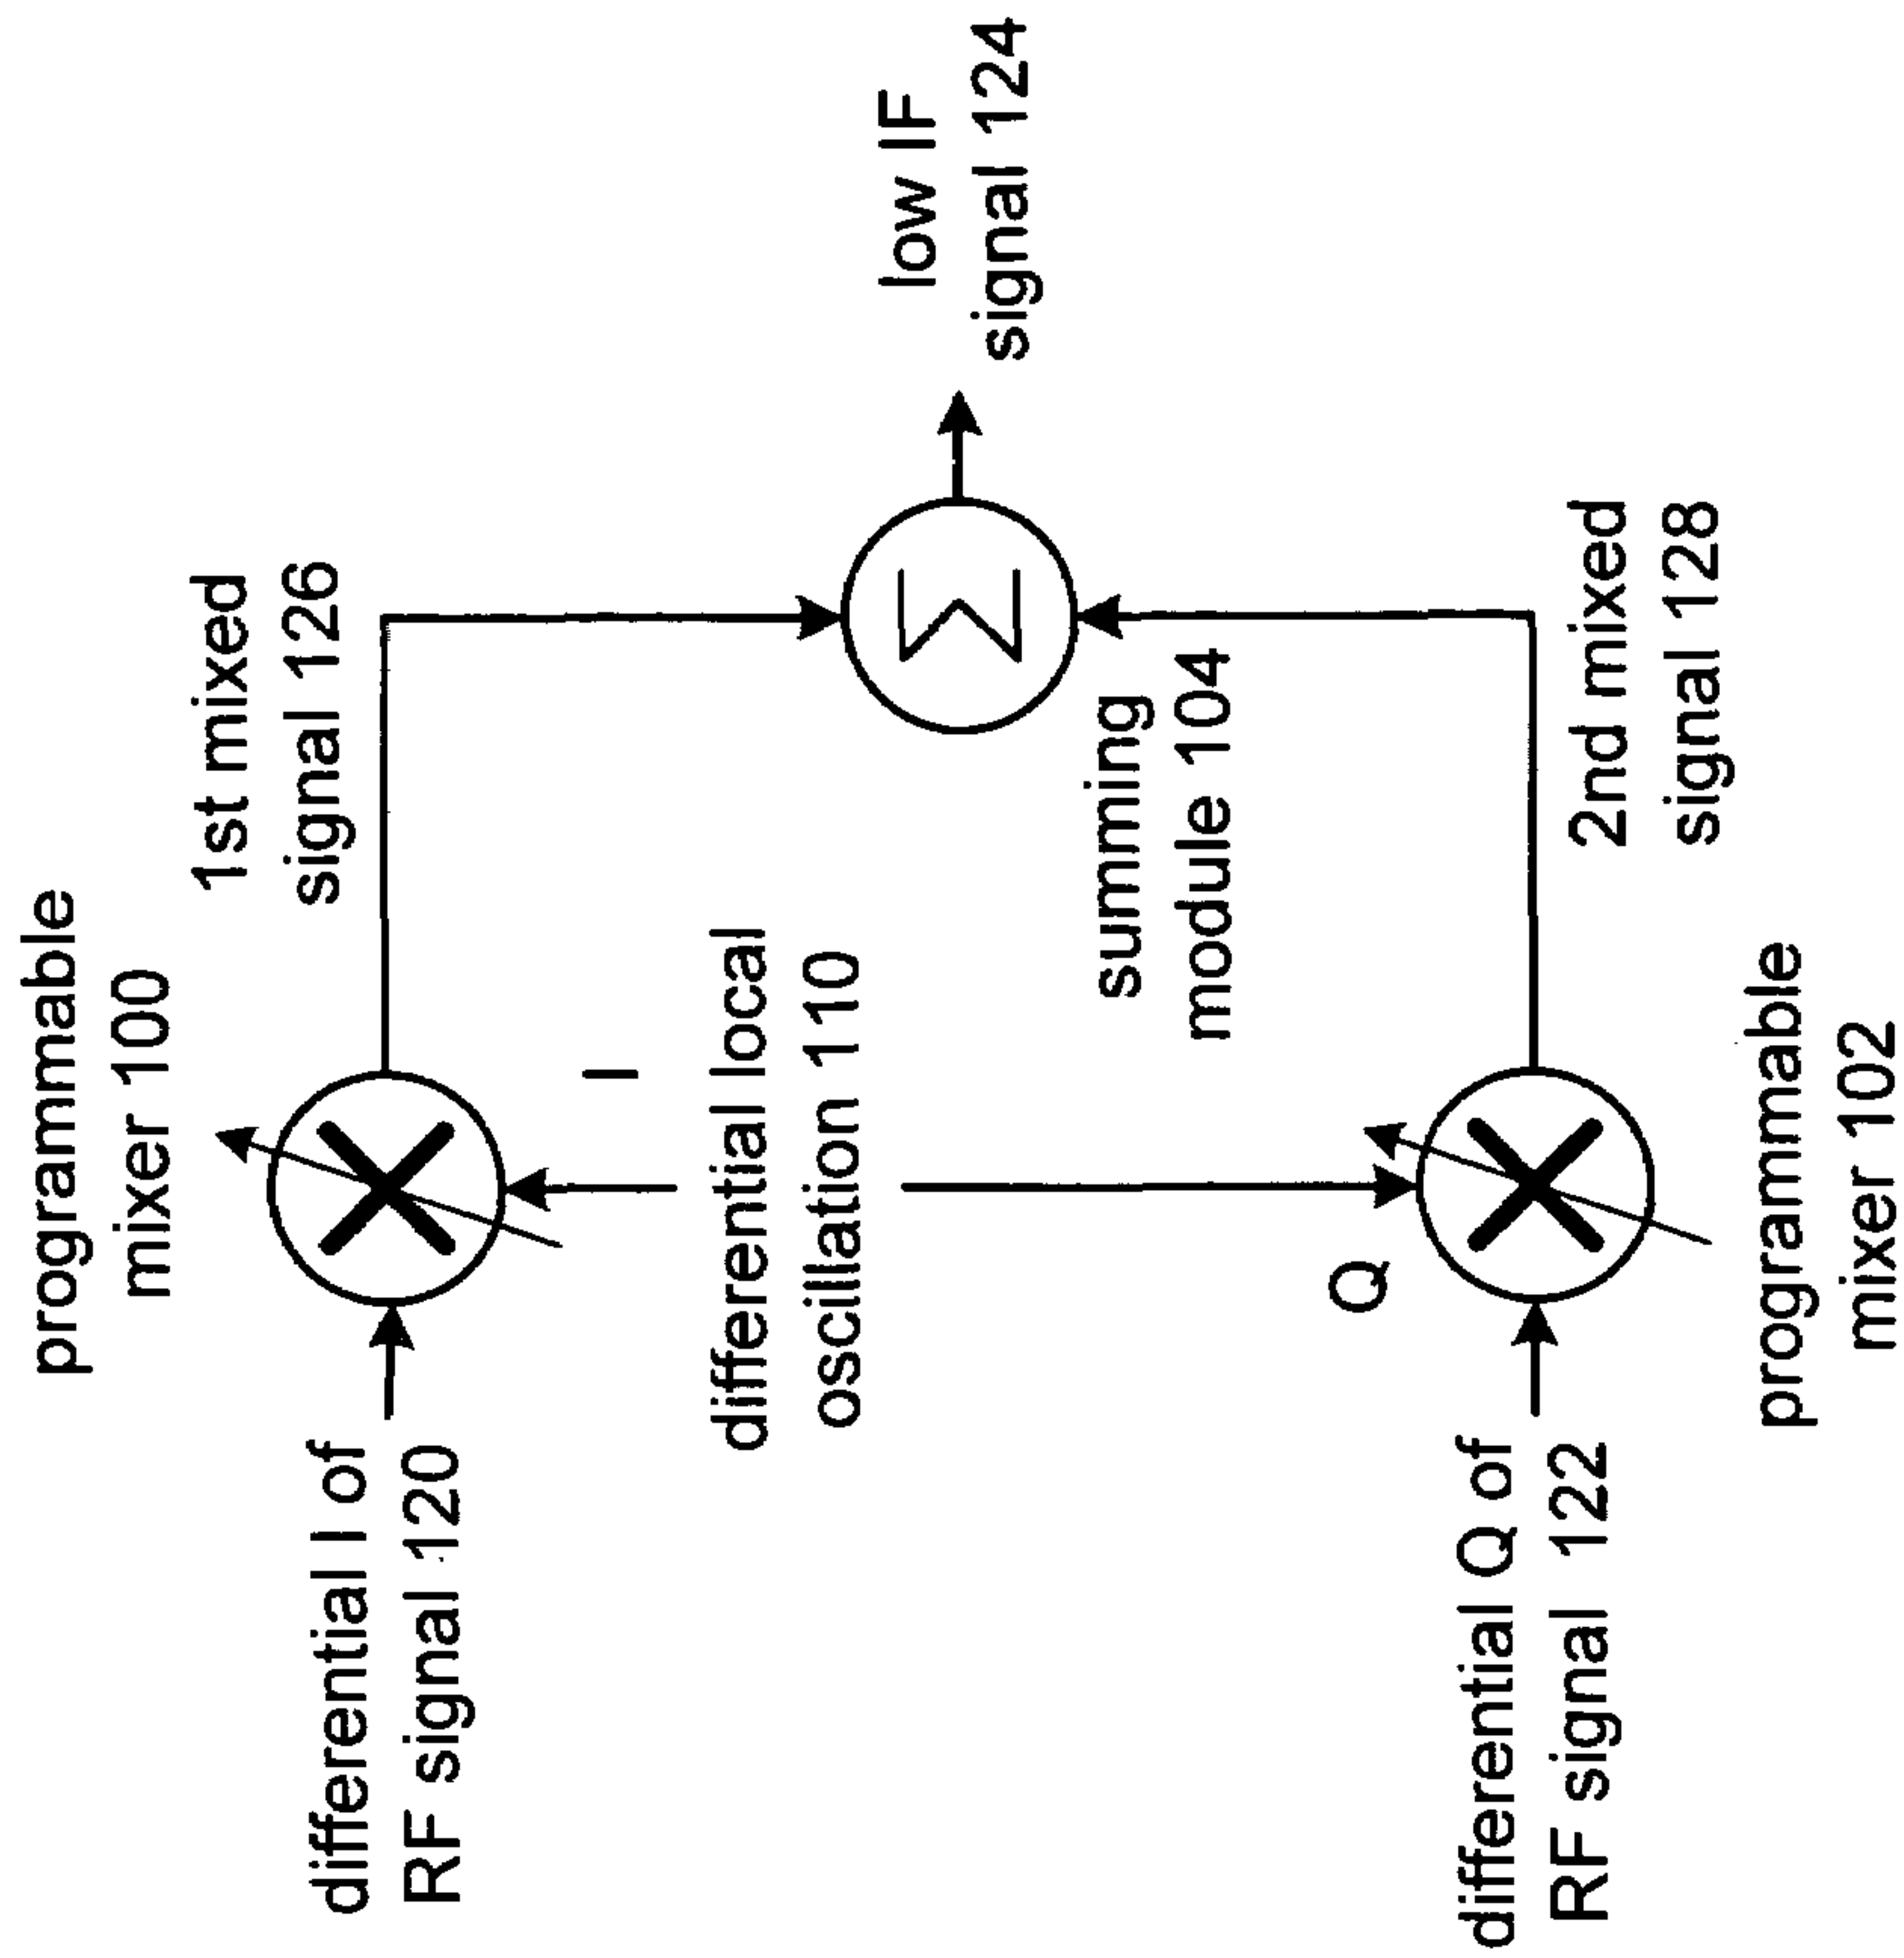 programmable
mixer 100
1st mixed
signal 126
differential I of
RF signal 120
I
differential local
oscillation 110
low IF
signal 124
Σ
summing
module 104
Q
differential Q of
RF signal 122
2nd mixed
signal 128
programmable
mixer 102